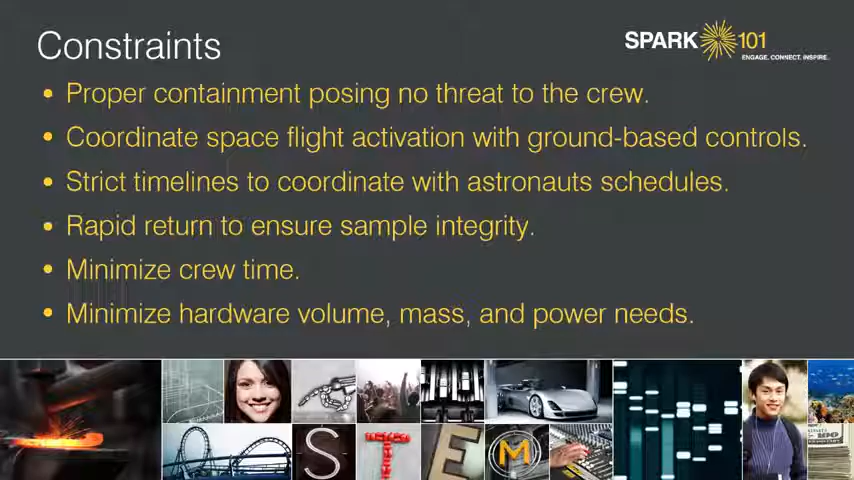 Constraints
SPARK 101
ENGAGE. CONNECT. INSPIRE.
• Proper containment posing no threat to the crew.
• Coordinate space flight activation with ground-based controls.
• Strict timelines to coordinate with astronauts schedules.
• Rapid return to ensure sample integrity.
• Minimize crew time.
• Minimize hardware volume, mass, and power needs.
S T E M
100